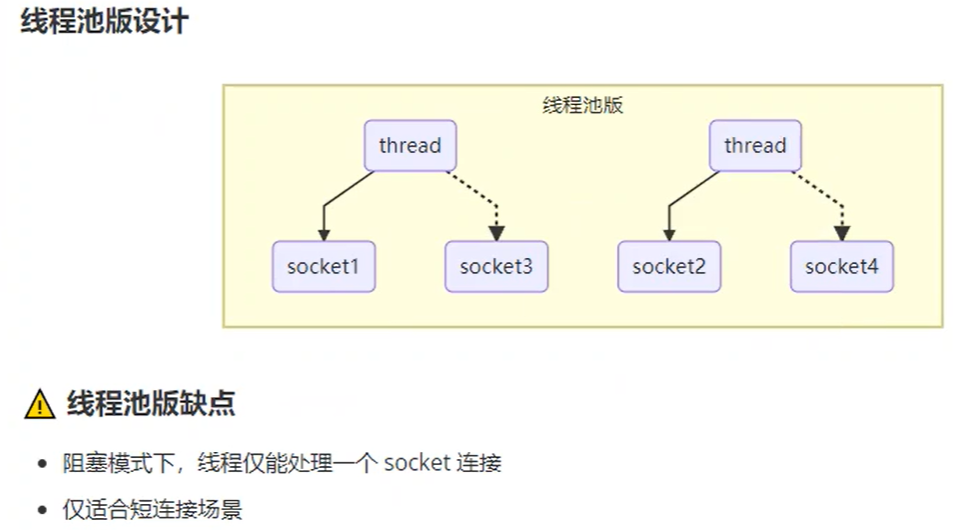 线程池版设计
线程池版
thread thread
socket1 socket3 socket2 socket4
线程池版缺点
阻塞模式下，线程仅能处理一个 socket 连接
仅适合短连接场景